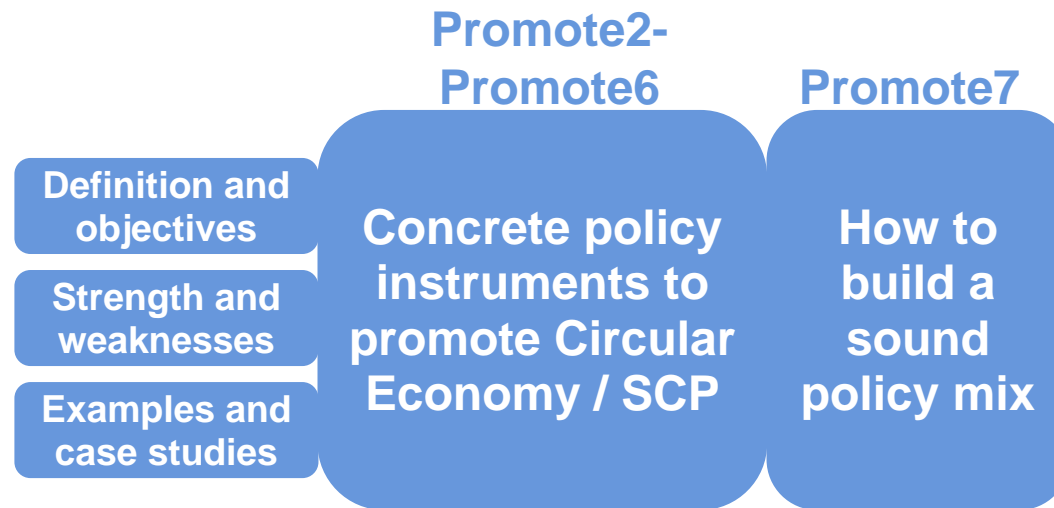 Promote2-
Promote6
Promote7
Definition and
objectives
Strength and
weaknesses
Examples and
case studies
Concrete policy
instruments to
promote Circular
Economy / SCP
How to
build a
sound
policy mix